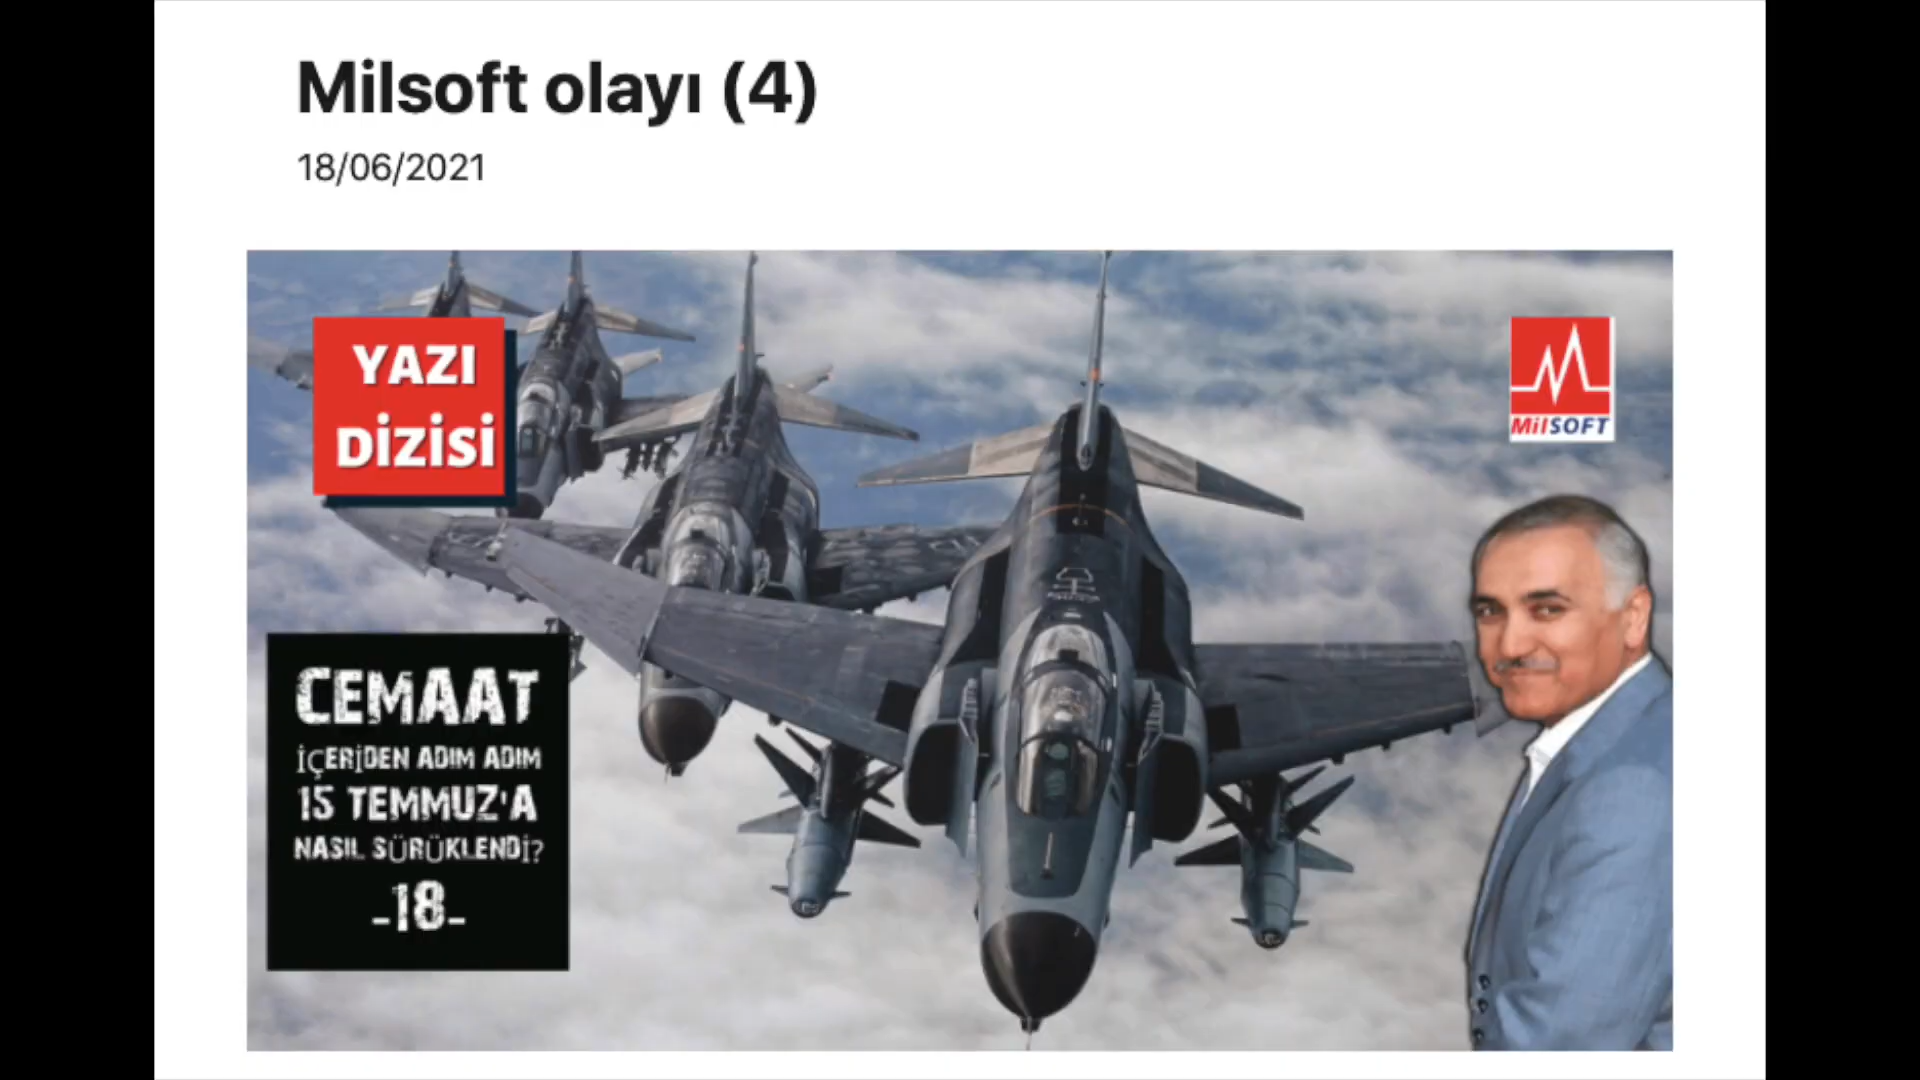 Milsoft olayı (4)
18/06/2021
YAZI
DİZİSİ
MilSOFT
CEMAAT
İÇERİDEN ADIM ADIM
15 TEMMUZ'A
NASIL SÜRÜKLENDİ?
-18-